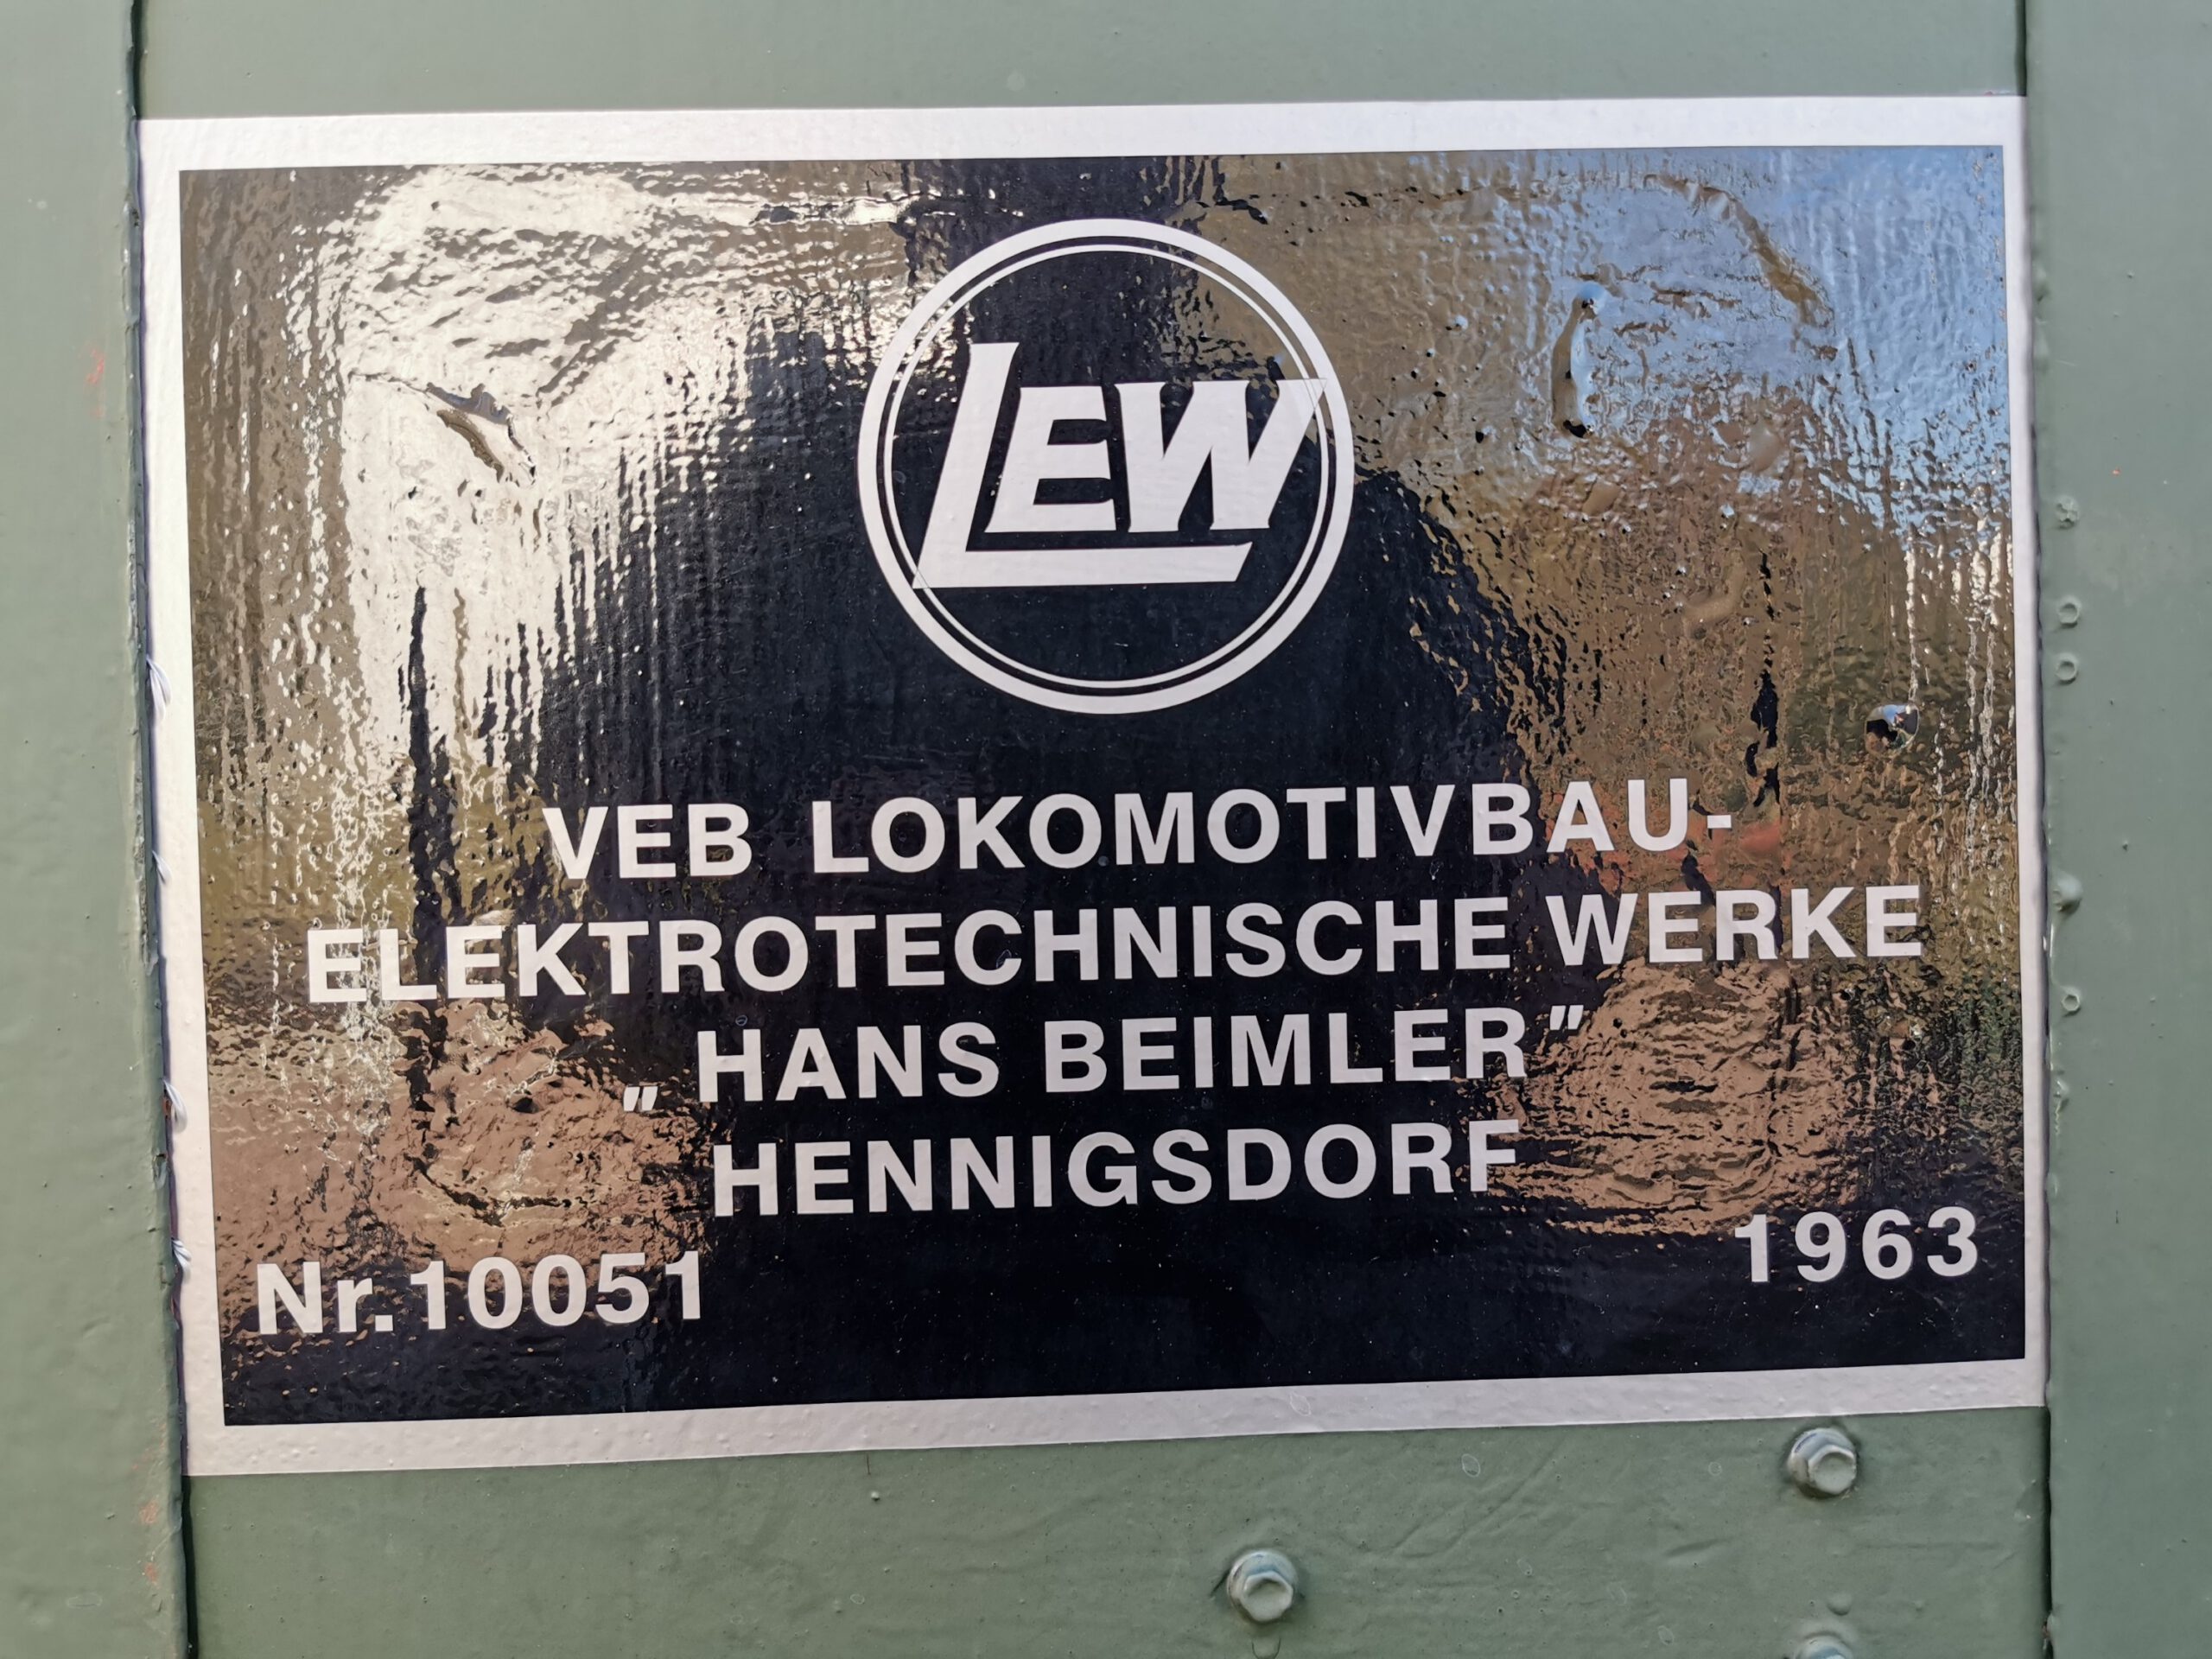 LEW
VEB LOKOMOTIVBAU-
ELEKTROTECHNISCHE WERKE
„HANS BEIMLER”
HENNIGSDORF
Nr.10051 1963